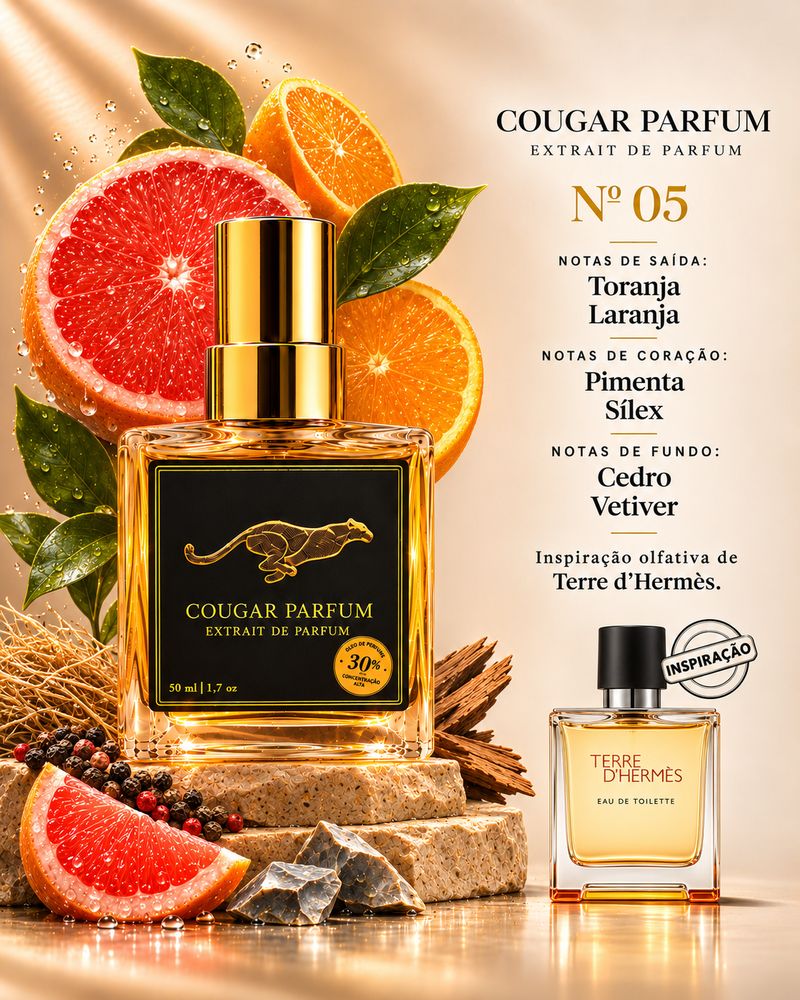 COUGAR PARFUM
EXTRAIT DE PARFUM
Nº 05
NOTAS DE SAÍDA:
Toranja
Laranja
NOTAS DE CORAÇÃO:
Pimenta
Sílex
NOTAS DE FUNDO:
Cedro
Vetiver
Inspiração olfativa de
Terre d'Hermès.
INSPIRAÇÃO
TERRE
D'HERMÈS
EAU DE TOILETTE
COUGAR PARFUM
EXTRAIT DE PARFUM
ÓLEO DE PERFUME
30%
CONCENTRAÇÃO
ALTA
50 ml | 1,7 oz